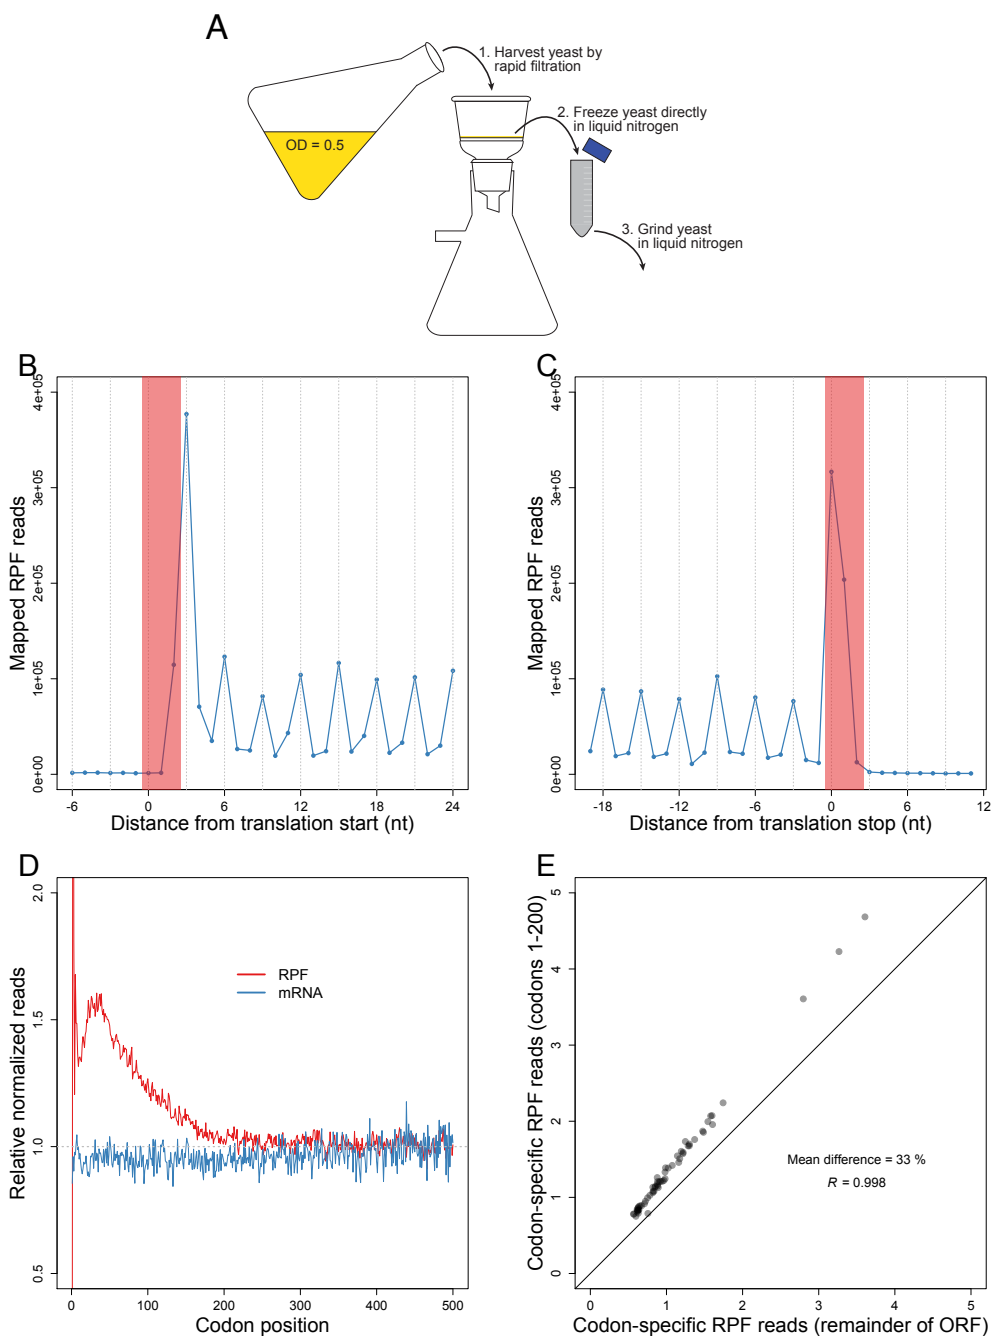 A
1. Harvest yeast by
rapid filtration
2. Freeze yeast directly
in liquid nitrogen
OD = 0.5
3. Grind yeast
in liquid nitrogen
B
Mapped RPF reads
4e+05
3e+05
2e+05
1e+05
0e+00
-6 0 6 12 18 24
Distance from translation start (nt)
C
Mapped RPF reads
4e+05
3e+05
2e+05
1e+05
0e+00
-18 -12 -6 0 6 12
Distance from translation stop (nt)
D
Relative normalized reads
2.0
1.5
1.0
0.5
RPF
mRNA
0 100 200 300 400 500
Codon position
E
Codon-specific RPF reads (codons 1-200)
5
4
3
2
1
0
Mean difference = 33 %
R = 0.998
0 1 2 3 4 5
Codon-specific RPF reads (remainder of ORF)